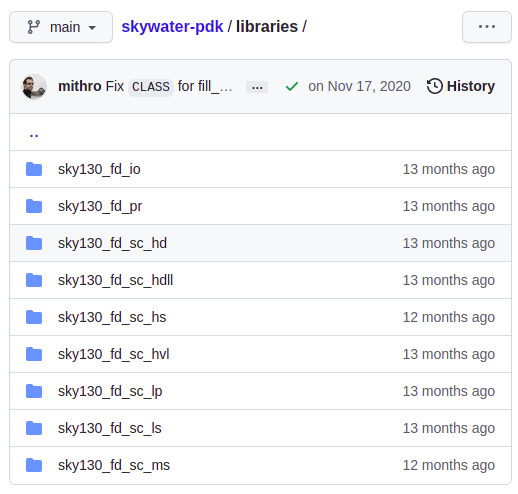 main skywater-pdk / libraries / ...
mithro Fix CLASS for fill_… ... on Nov 17, 2020 History
..
sky130_fd_io 13 months ago
sky130_fd_pr 13 months ago
sky130_fd_sc_hd 13 months ago
sky130_fd_sc_hdll 13 months ago
sky130_fd_sc_hs 12 months ago
sky130_fd_sc_hvl 13 months ago
sky130_fd_sc_lp 13 months ago
sky130_fd_sc_ls 13 months ago
sky130_fd_sc_ms 12 months ago